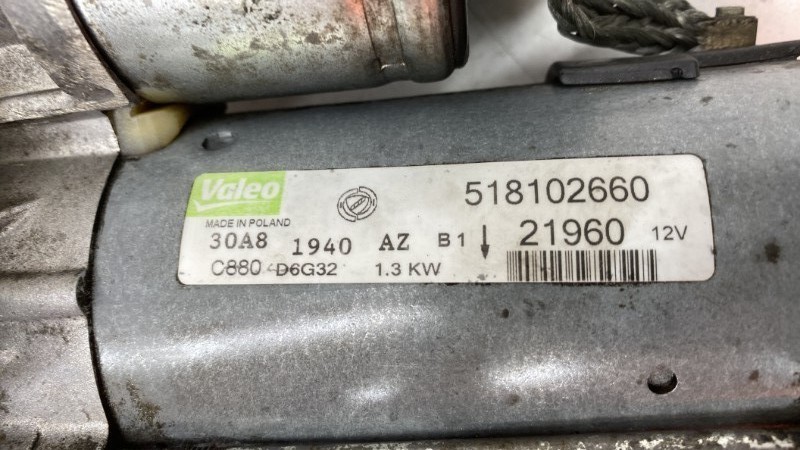 Valeo
MADE IN POLAND
518102660
30A8 1940 AZ B1 21960 12V
C880 D6G32 1.3 KW